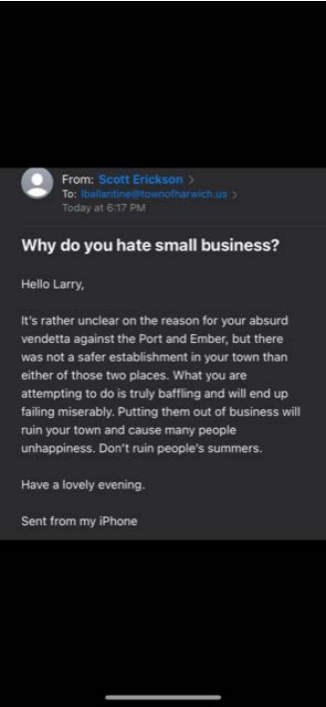 From: Scott Erickson >
To: lballantine@townofharwich.us >
Today at 6:17 PM
Why do you hate small business?
Hello Larry,
It's rather unclear on the reason for your absurd
vendetta against the Port and Ember, but there
was not a safer establishment in your town than
either of those two places. What you are
attempting to do is truly baffling and will end up
failing miserably. Putting them out of business will
ruin your town and cause many people
unhappiness. Don't ruin people's summers.
Have a lovely evening.
Sent from my iPhone